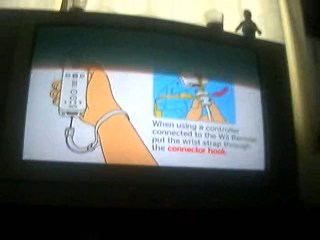 When using a controller
connected to the Wii Remote,
put the wrist strap through
the connector hook.